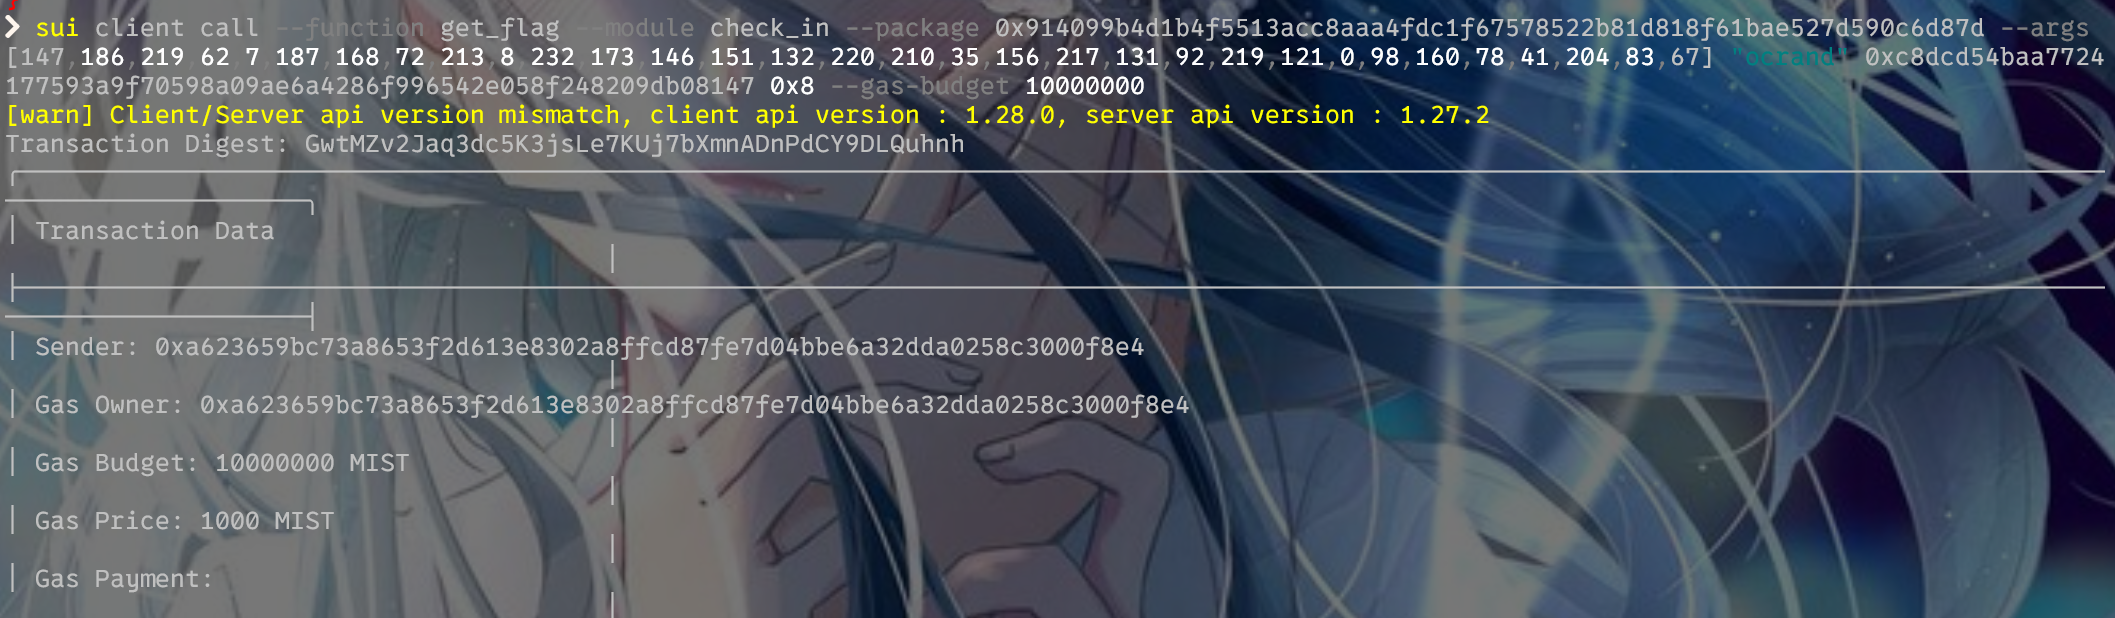 ❯ sui client call --function get_flag --module check_in --package 0x914099b4d1b4f5513acc8aaa4fdc1f67578522b81d818f61bae527d590c6d87d --args
[147,186,219,62,7,187,168,72,213,8,232,173,146,151,132,220,210,35,156,217,131,92,219,121,0,98,160,78,41,204,83,67] "ocrand" 0xc8dcd54baa7724
177593a9f70598a09ae6a4286f996542e058f248209db08147 0x8 --gas-budget 10000000
[warn] Client/Server api version mismatch, client api version : 1.28.0, server api version : 1.27.2
Transaction Digest: GwtMZv2Jaq3dc5K3jsLe7KUj7bXmnADnPdCY9DLQuhnh
│ Transaction Data
│ Sender: 0xa623659bc73a8653f2d613e8302a8ffcd87fe7d04bbe6a32dda0258c3000f8e4
│ Gas Owner: 0xa623659bc73a8653f2d613e8302a8ffcd87fe7d04bbe6a32dda0258c3000f8e4
│ Gas Budget: 10000000 MIST
│ Gas Price: 1000 MIST
│ Gas Payment: